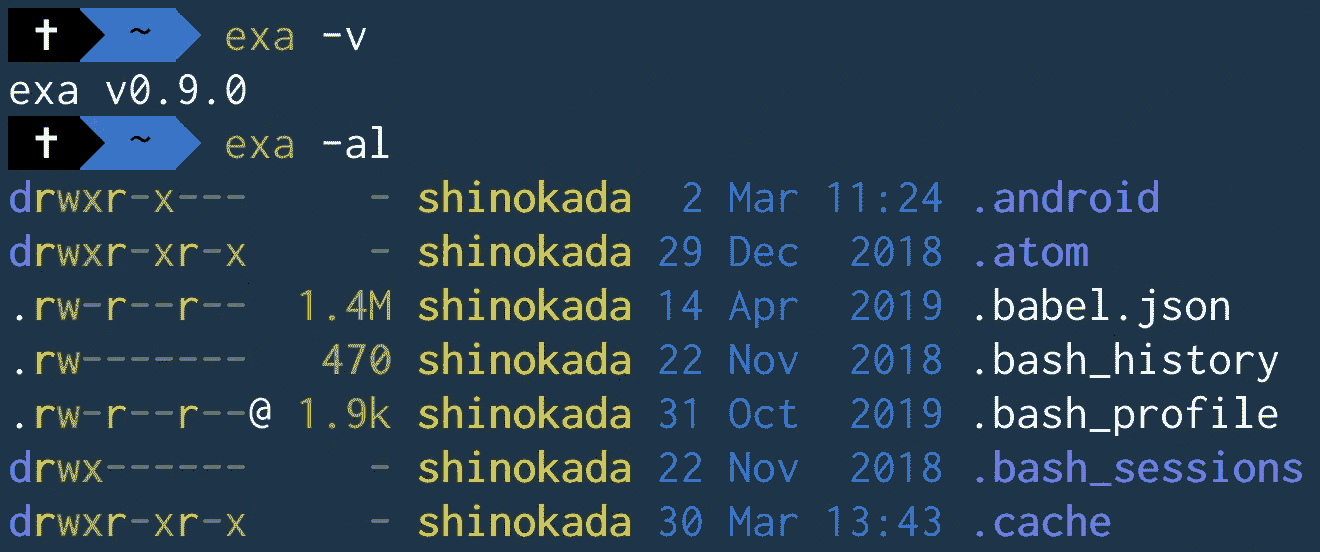 † ~ exa -v
exa v0.9.0
† ~ exa -al
drwxr-x--- - shinokada 2 Mar 11:24 .android
drwxr-xr-x - shinokada 29 Dec 2018 .atom
.rw-r--r-- 1.4M shinokada 14 Apr 2019 .babel.json
.rw------- 470 shinokada 22 Nov 2018 .bash_history
.rw-r--r--@ 1.9k shinokada 31 Oct 2019 .bash_profile
drwx------ - shinokada 22 Nov 2018 .bash_sessions
drwxr-xr-x - shinokada 30 Mar 13:43 .cache